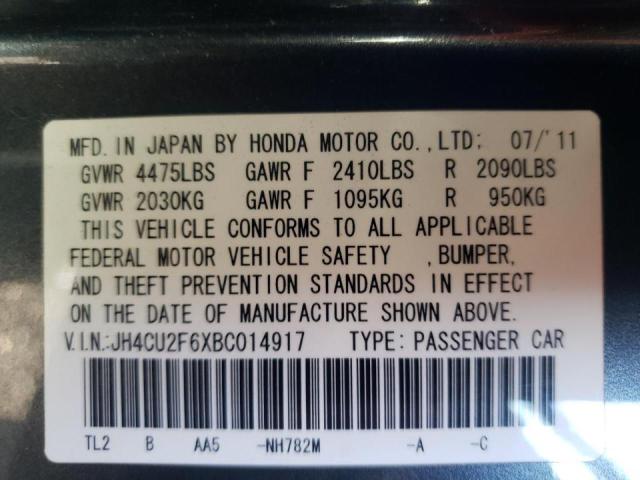 MFD. IN JAPAN BY HONDA MOTOR CO.,LTD; 07/'11
GVWR 4475LBS GAWR F 2410LBS R 2090LBS
GVWR 2030KG GAWR F 1095KG R 950KG
THIS VEHICLE CONFORMS TO ALL APPLICABLE
FEDERAL MOTOR VEHICLE SAFETY ,BUMPER,
AND THEFT PREVENTION STANDARDS IN EFFECT
ON THE DATE OF MANUFACTURE SHOWN ABOVE.
V.I.N.:JH4CU2F6XBC014917 TYPE: PASSENGER CAR
TL2 B AA5 -NH782M -A -C